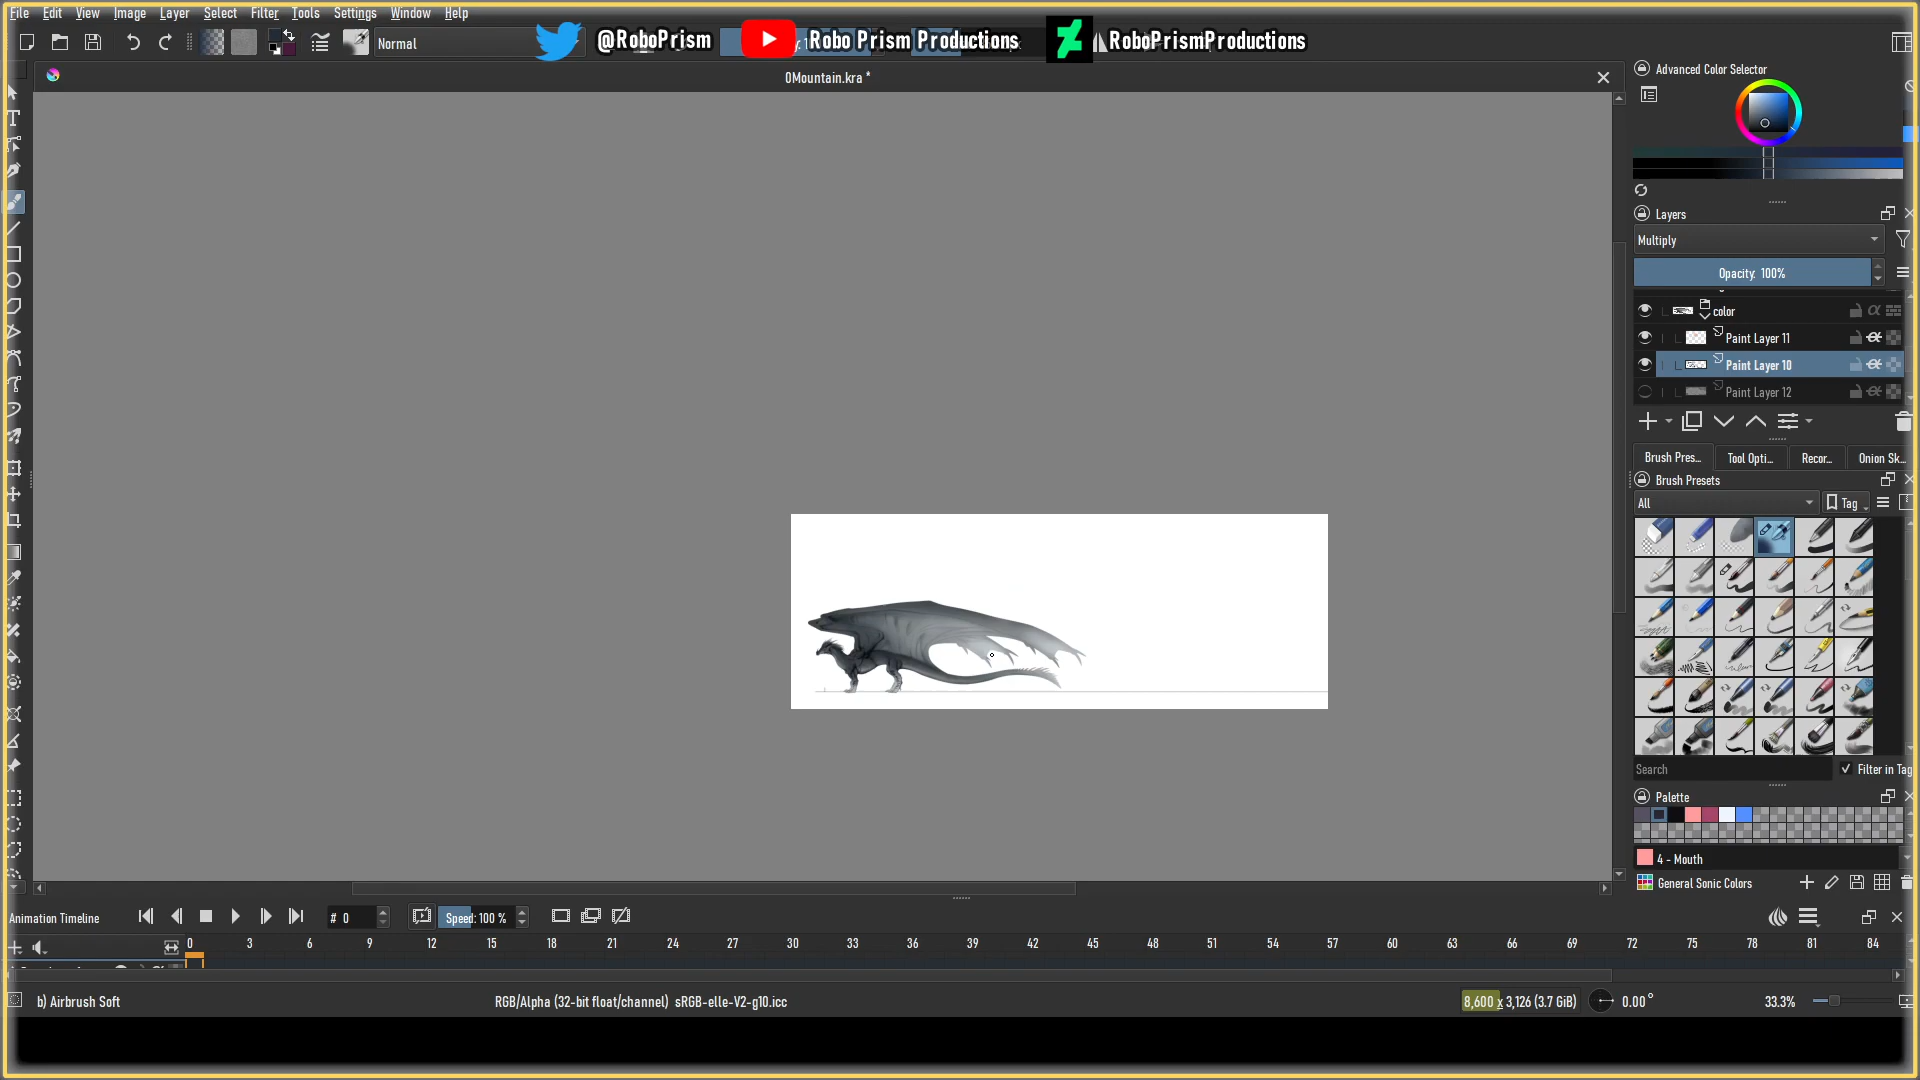 File Edit View Image Layer Select Filter Tools Settings Window Help
Normal
@RoboPrism
Robo Prism Productions
RoboPrismProductions
0Mountain.kra *
Advanced Color Selector
Layers
Multiply
Opacity: 100%
color
Paint Layer 11
Paint Layer 10
Paint Layer 12
Brush Pres...
Tool Opti...
Recor...
Onion Sk...
Brush Presets
All
Tag
Search
Filter in Tag
Palette
4 - Mouth
General Sonic Colors
Animation Timeline
# 0
Speed: 100 %
0 3 6 9 12 15 18 21 24 27 30 33 36 39 42 45 48 51 54 57 60 63 66 69 72 75 78 81 84
b) Airbrush Soft
RGB/Alpha (32-bit float/channel) sRGB-elle-V2-g10.icc
8,600 x 3,126 (3.7 GiB)
0.00°
33.3%